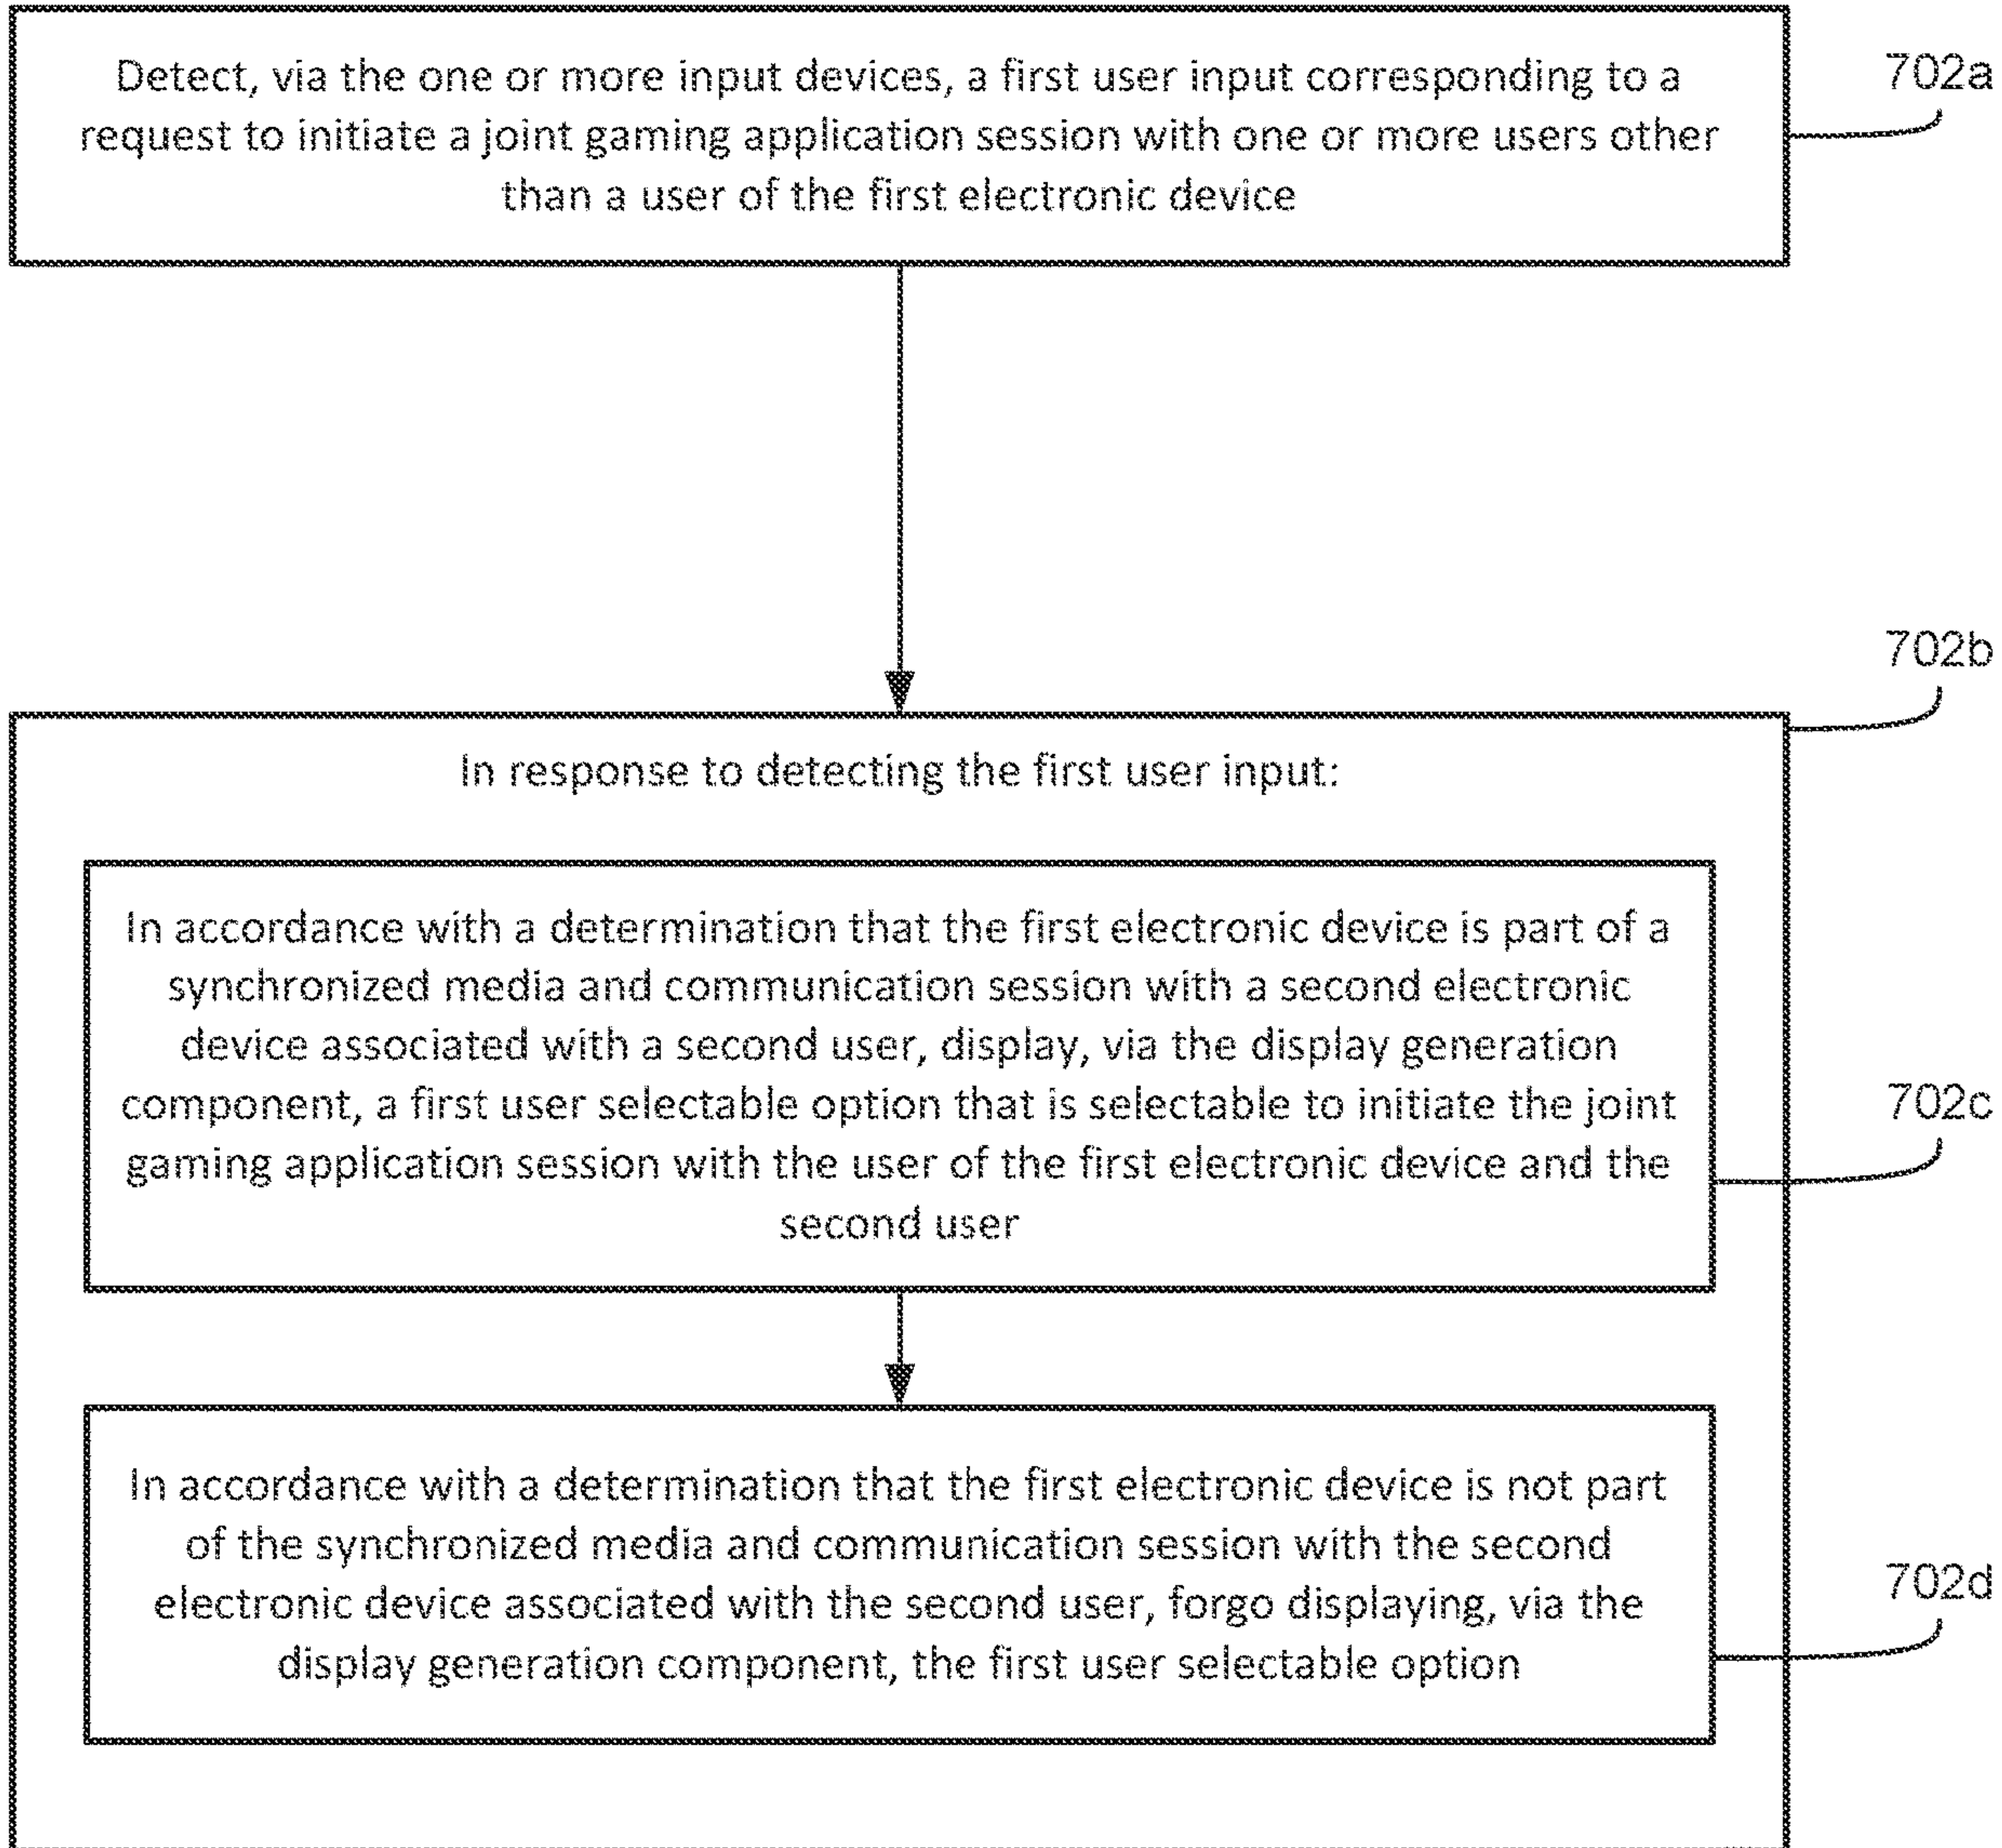 Detect, via the one or more input devices, a first user input corresponding to a
request to initiate a joint gaming application session with one or more users other
than a user of the first electronic device
702a
702b
In response to detecting the first user input:
In accordance with a determination that the first electronic device is part of a
synchronized media and communication session with a second electronic
device associated with a second user, display, via the display generation
component, a first user selectable option that is selectable to initiate the joint
gaming application session with the user of the first electronic device and the
second user
702c
In accordance with a determination that the first electronic device is not part
of the synchronized media and communication session with the second
electronic device associated with the second user, forgo displaying, via the
display generation component, the first user selectable option
702d